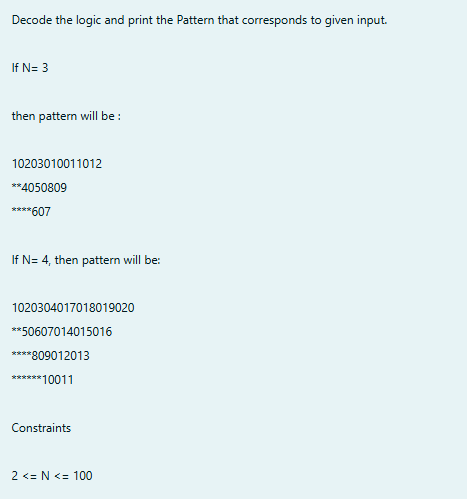 Decode the logic and print the Pattern that corresponds to given input.
If N= 3
then pattern will be :
10203010011012
**4050809
****607
If N= 4, then pattern will be:
1020304017018019020
**50607014015016
****809012013
******10011
Constraints
2 <= N <= 100